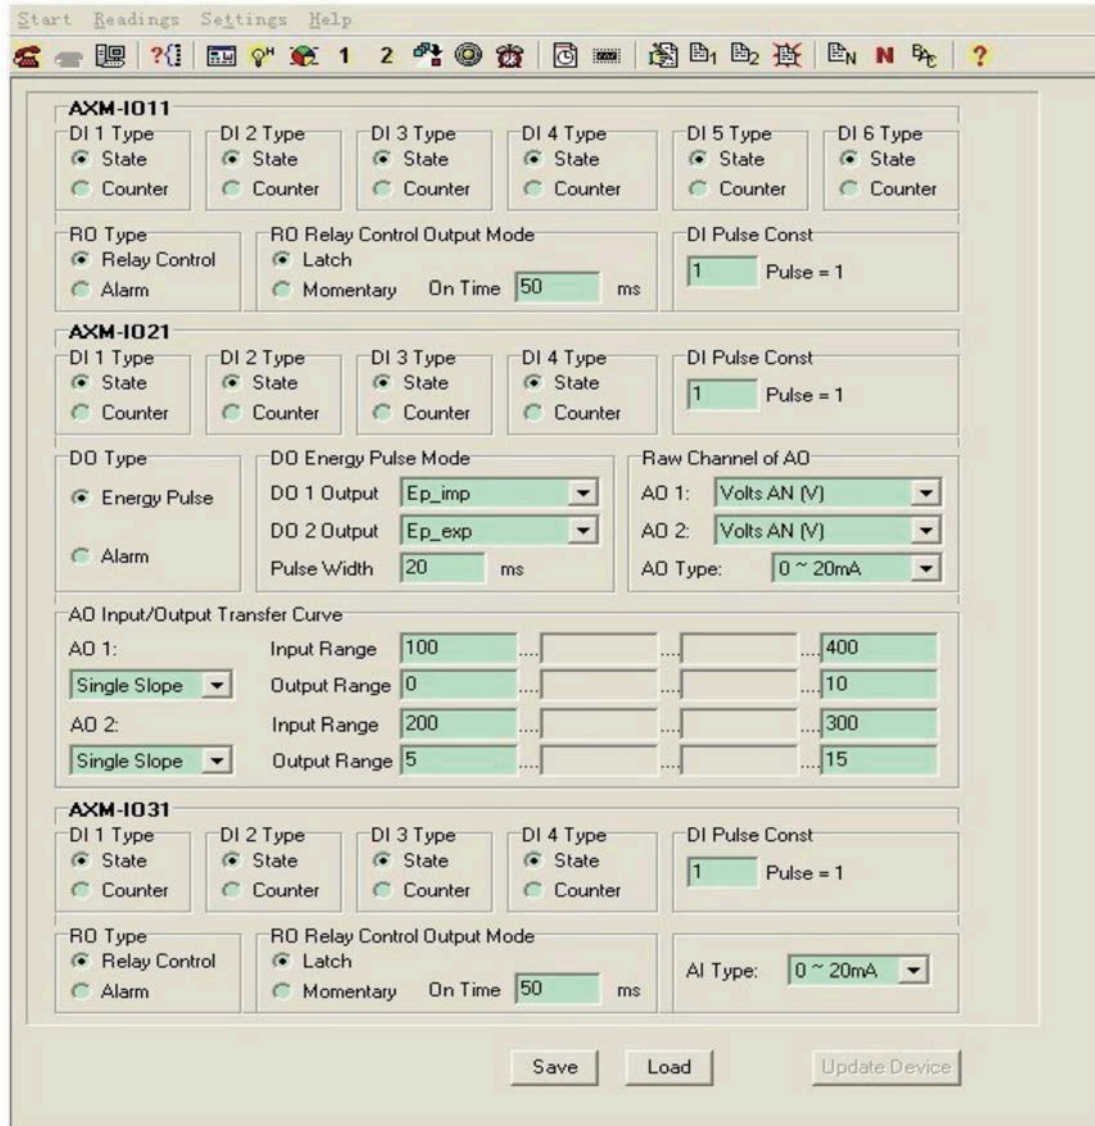 Start Readings Settings Help
?{} H 1 2 1 2 N N BAC ?
AXM-IO11
DI 1 Type DI 2 Type DI 3 Type DI 4 Type DI 5 Type DI 6 Type
State State State State State State
Counter Counter Counter Counter Counter Counter
RO Type RO Relay Control Output Mode DI Pulse Const
Relay Control Latch 1 Pulse = 1
Alarm Momentary On Time 50 ms
AXM-IO21
DI 1 Type DI 2 Type DI 3 Type DI 4 Type DI Pulse Const
State State State State 1 Pulse = 1
Counter Counter Counter Counter
DO Type DO Energy Pulse Mode Raw Channel of AO
Energy Pulse DO 1 Output Ep_imp AO 1: Volts AN (V)
DO 2 Output Ep_exp AO 2: Volts AN (V)
Alarm Pulse Width 20 ms AO Type: 0 ~ 20mA
AO Input/Output Transfer Curve
AO 1: Input Range 100 .... .... .... 400
Single Slope Output Range 0 .... .... .... 10
AO 2: Input Range 200 .... .... .... 300
Single Slope Output Range 5 .... .... .... 15
AXM-IO31
DI 1 Type DI 2 Type DI 3 Type DI 4 Type DI Pulse Const
State State State State 1 Pulse = 1
Counter Counter Counter Counter
RO Type RO Relay Control Output Mode
Relay Control Latch AI Type: 0 ~ 20mA
Alarm Momentary On Time 50 ms
Save Load Update Device